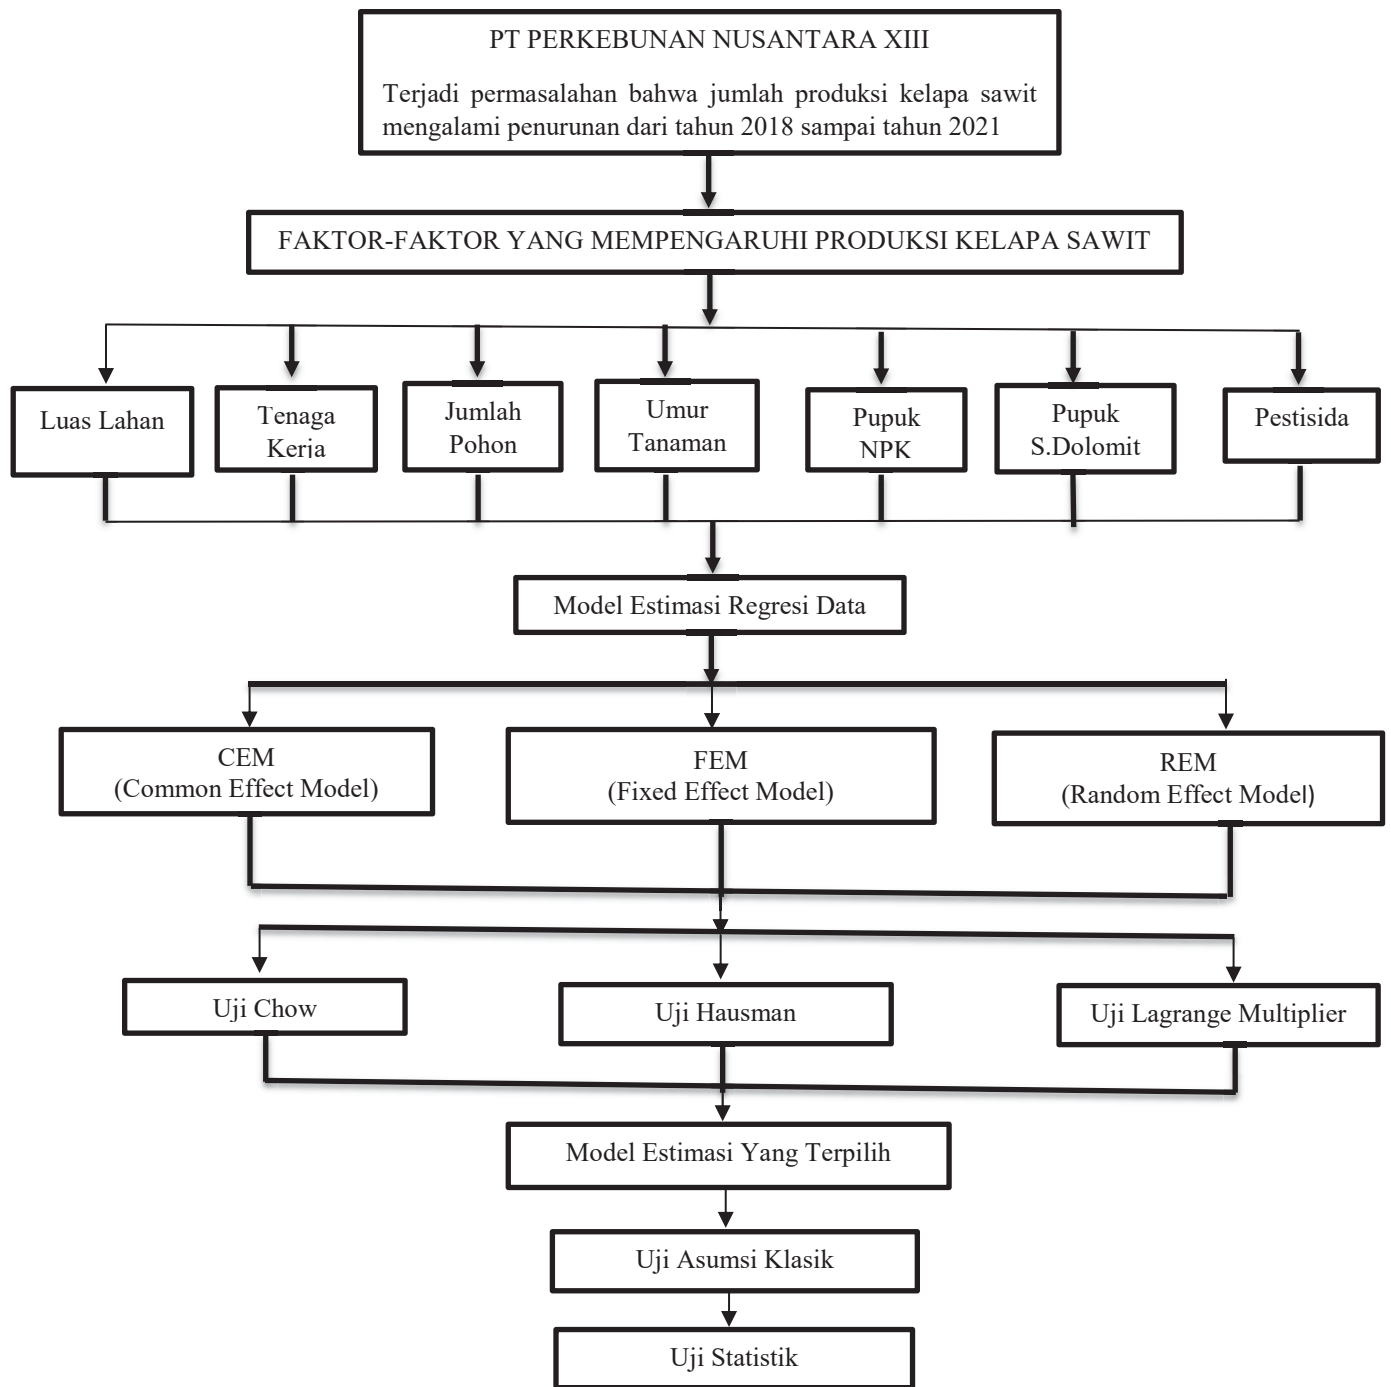 PT PERKEBUNAN NUSANTARA XIII
Terjadi permasalahan bahwa jumlah produksi kelapa sawit
mengalami penurunan dari tahun 2018 sampai tahun 2021
FAKTOR-FAKTOR YANG MEMPENGARUHI PRODUKSI KELAPA SAWIT
Luas Lahan
Tenaga
Kerja
Jumlah
Pohon
Umur
Tanaman
Pupuk
NPK
Pupuk
S.Dolomit
Pestisida
Model Estimasi Regresi Data
CEM
(Common Effect Model)
FEM
(Fixed Effect Model)
REM
(Random Effect Model)
Uji Chow
Uji Hausman
Uji Lagrange Multiplier
Model Estimasi Yang Terpilih
Uji Asumsi Klasik
Uji Statistik